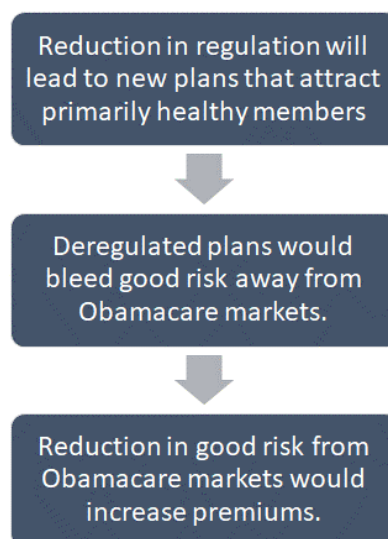 Reduction in regulation will
lead to new plans that attract
primarily healthy members
Deregulated plans would
bleed good risk away from
Obamacare markets.
Reduction in good risk from
Obamacare markets would
increase premiums.